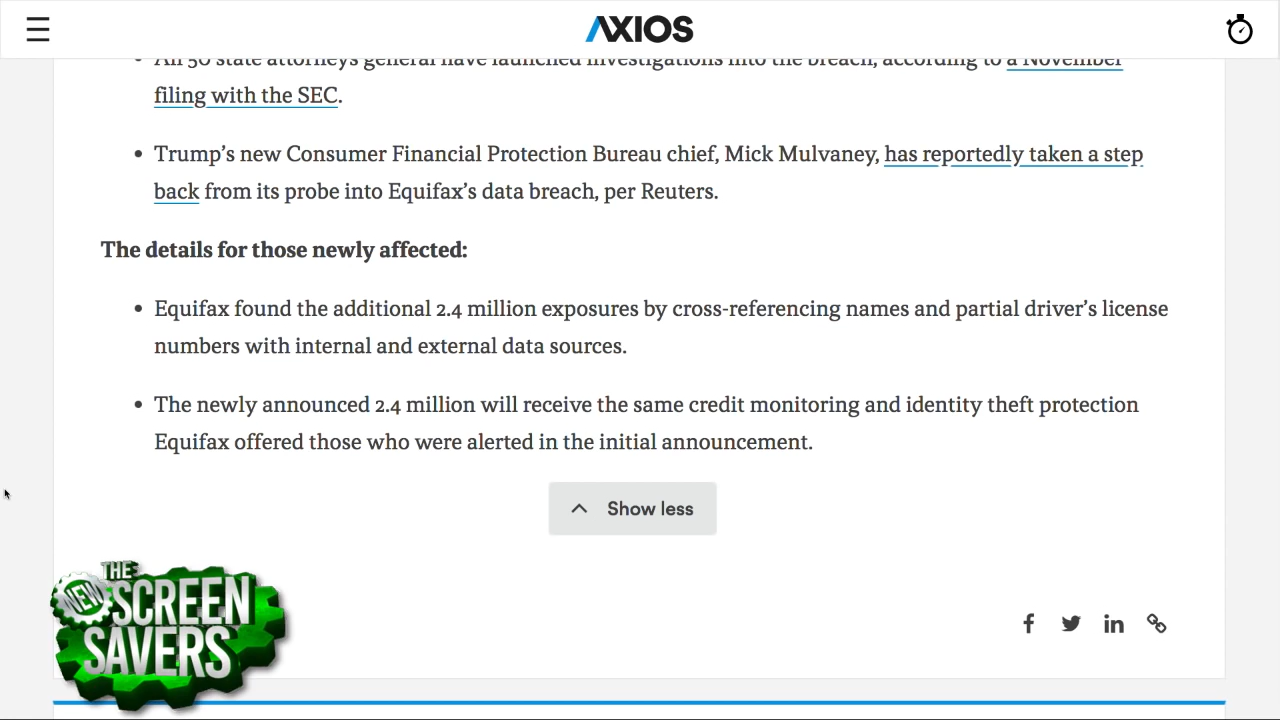 AXIOS
All 50 state attorneys general have launched investigations into the breach, according to a November
filing with the SEC.
• Trump’s new Consumer Financial Protection Bureau chief, Mick Mulvaney, has reportedly taken a step
back from its probe into Equifax’s data breach, per Reuters.
The details for those newly affected:
• Equifax found the additional 2.4 million exposures by cross-referencing names and partial driver’s license
numbers with internal and external data sources.
• The newly announced 2.4 million will receive the same credit monitoring and identity theft protection
Equifax offered those who were alerted in the initial announcement.
Show less
THE
NEW
SCREEN
SAVERS